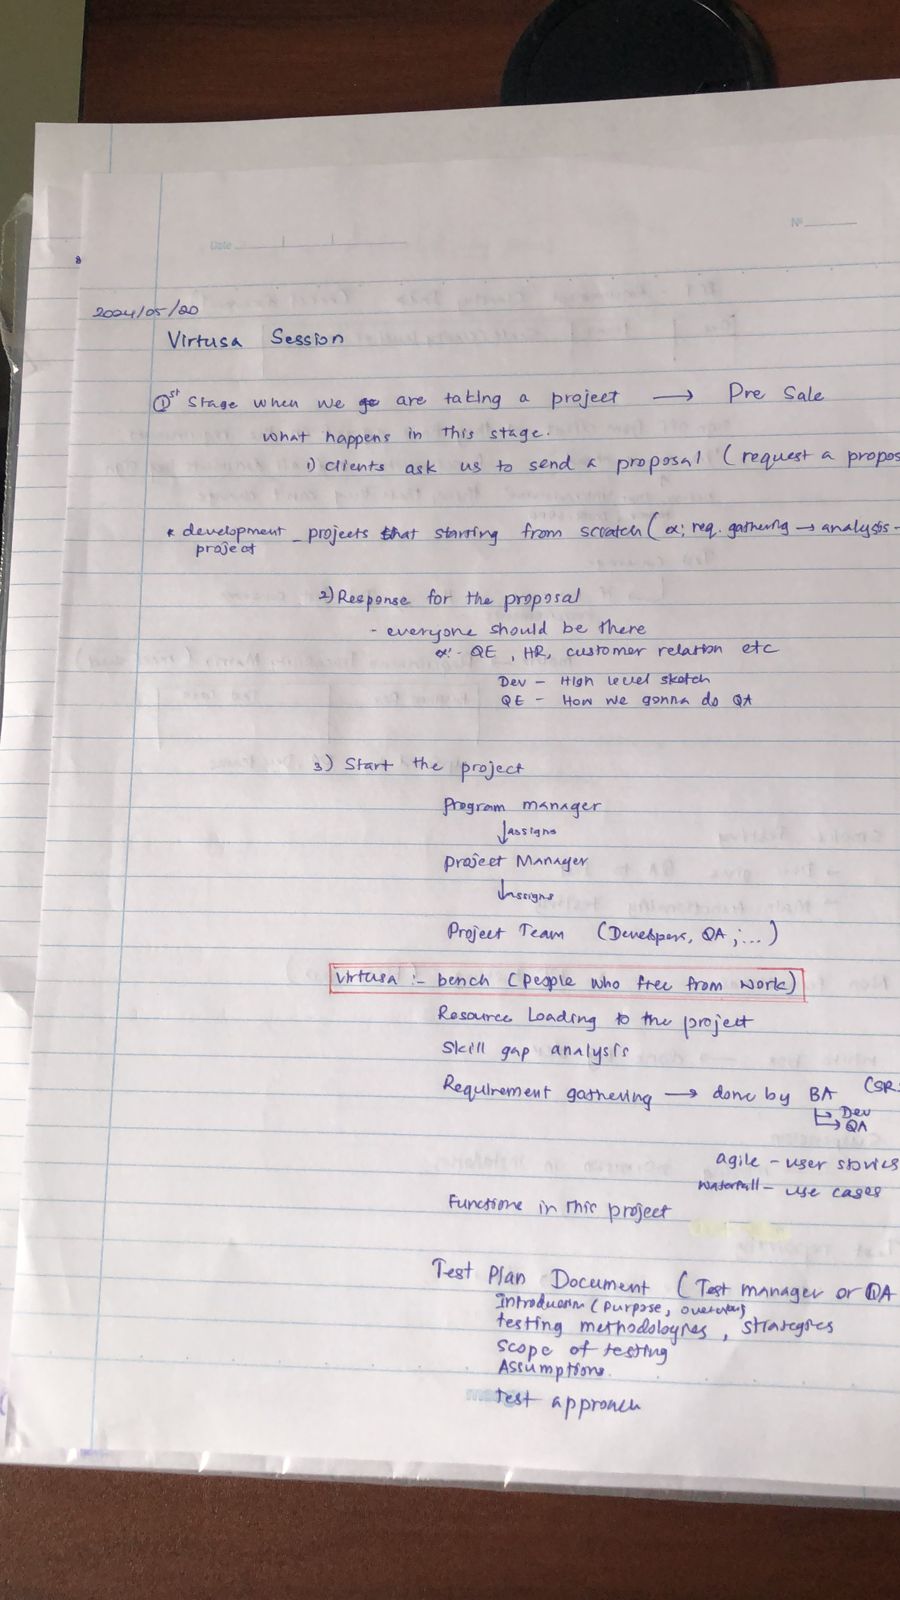 Date
Nº
2024/05/20
Virtusa Session
1st Stage when we are taking a project → Pre Sale
what happens in this stage.
1) clients ask us to send a proposal (request a propos
* development project - projects that starting from scratch (ex; req. gathering → analysis -
2) Response for the proposal
- everyone should be there
ex:- QE, HR, customer relation etc
Dev - High level sketch
QE - How we gonna do QA
3) Start the project
Program manager
↓ assigns
Project Manager
↓ assigns
Project Team (Developers, QA, ...)
Virtusa :- bench (People who free from work)
Resource Loading to the project
Skill gap analysis
Requirement gathering → done by BA (SR
→ Dev
→ QA
agile - user stories
waterfall - use cases
Functions in this project
Test Plan Document (Test manager or QA
Introduction (Purpose, overview)
testing methodologies, strategies
Scope of testing
Assumptions.
test approach